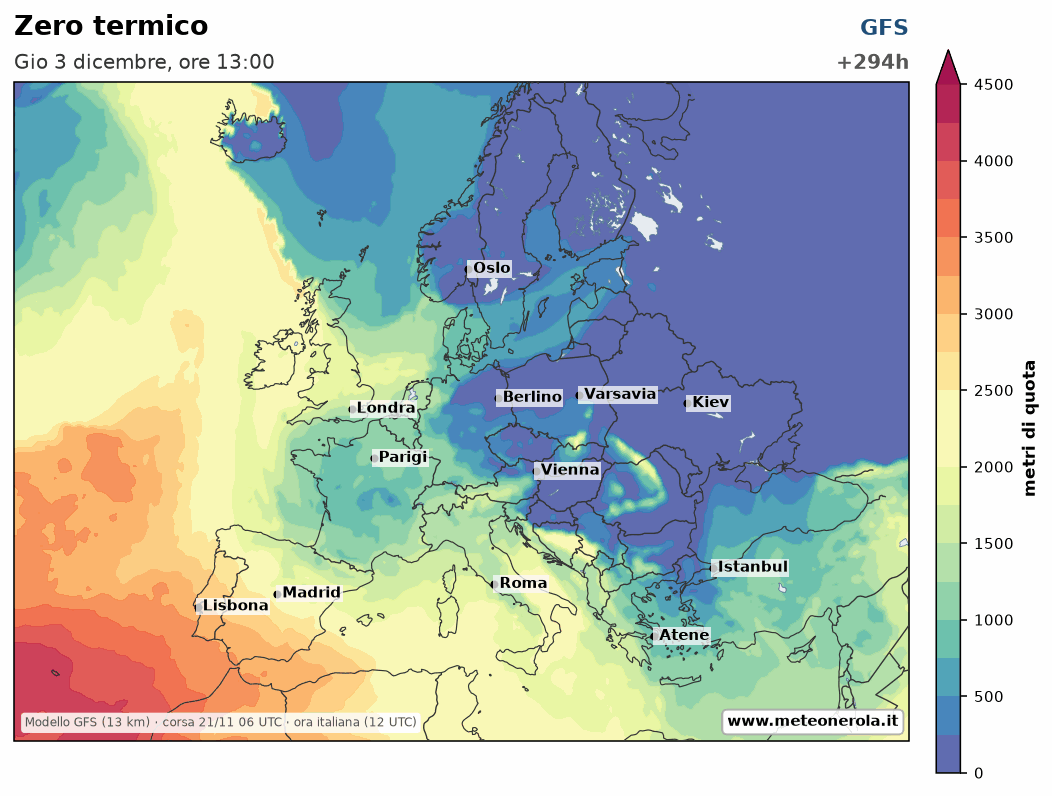 Zero termico
GFS
Gio 3 dicembre, ore 13:00
+294h
4500
4000
3500
3000
2500
2000
1500
1000
500
0
metri di quota
Oslo
Berlino
Varsavia
Kiev
Londra
Parigi
Vienna
Istanbul
Roma
Madrid
Lisbona
Atene
Modello GFS (13 km) · corsa 21/11 06 UTC · ora italiana (12 UTC)
www.meteonerola.it